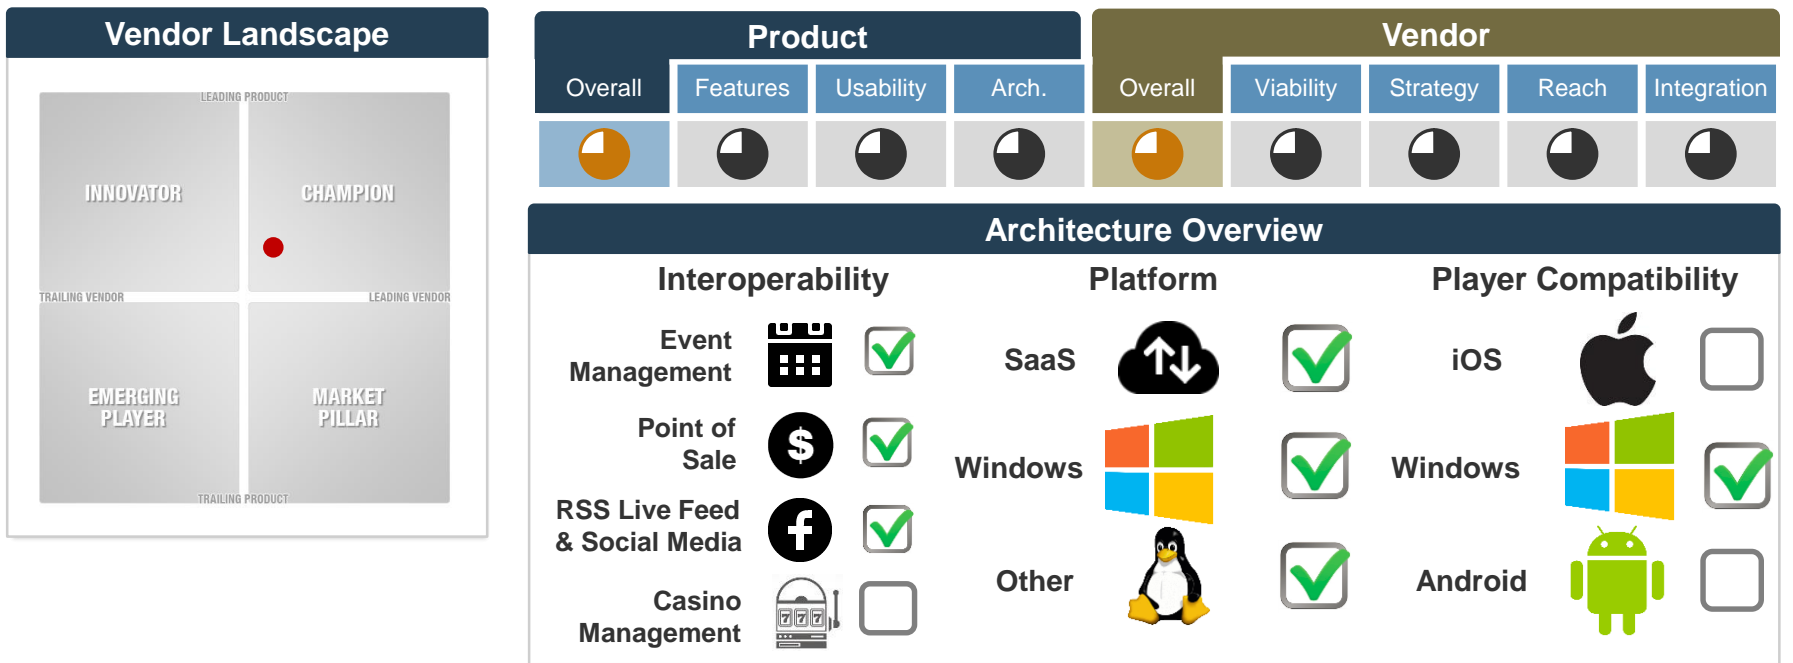 Vendor Landscape
LEADING PRODUCT
INNOVATOR
CHAMPION
TRAILING VENDOR
LEADING VENDOR
EMERGING
PLAYER
MARKET
PILLAR
TRAILING PRODUCT
Product
Vendor
Overall
Features
Usability
Arch.
Overall
Viability
Strategy
Reach
Integration
Architecture Overview
Interoperability
Event
Management
Point of
Sale
$
RSS Live Feed
& Social Media
f
Casino
Management
777
Platform
SaaS
Windows
Other
Player Compatibility
iOS
Windows
Android